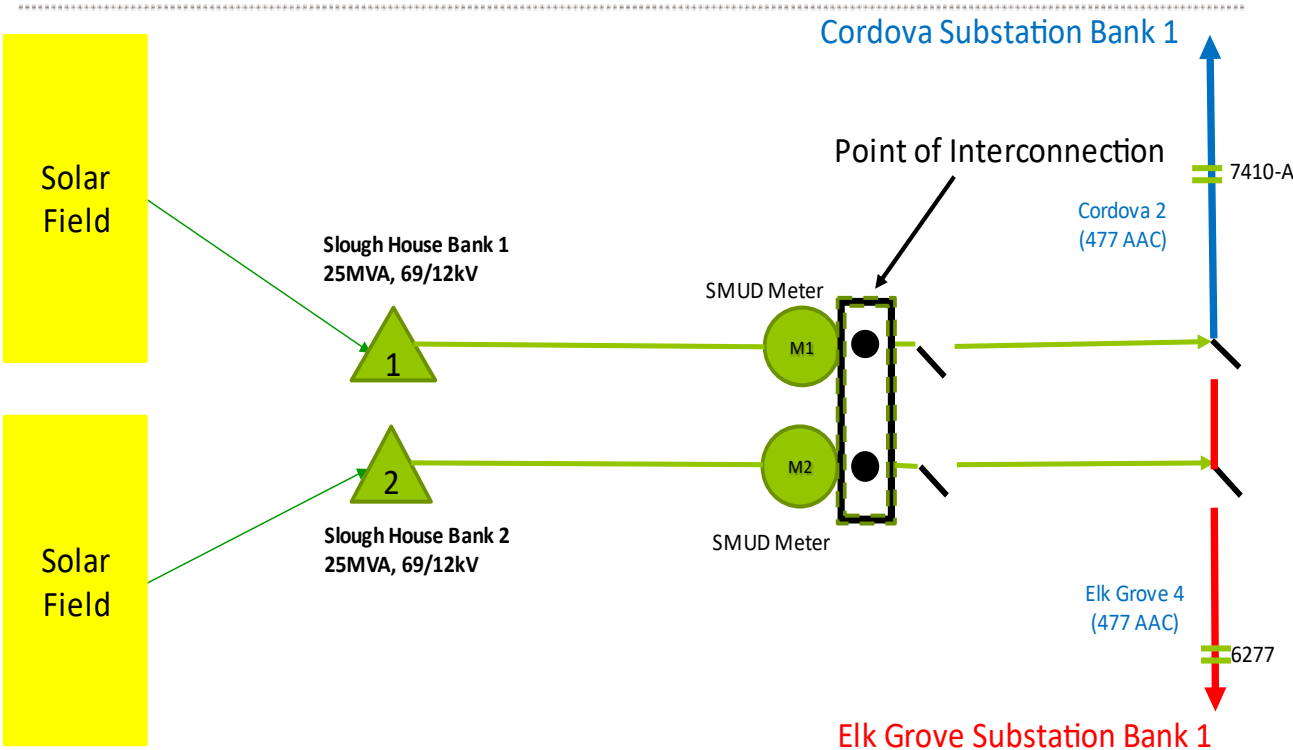 Cordova Substation Bank 1
Solar
Field
Point of Interconnection
7410-A
Cordova 2
(477 AAC)
Slough House Bank 1
25MVA, 69/12kV
SMUD Meter
1
M1
2
M2
Slough House Bank 2
25MVA, 69/12kV
SMUD Meter
Solar
Field
Elk Grove 4
(477 AAC)
6277
Elk Grove Substation Bank 1